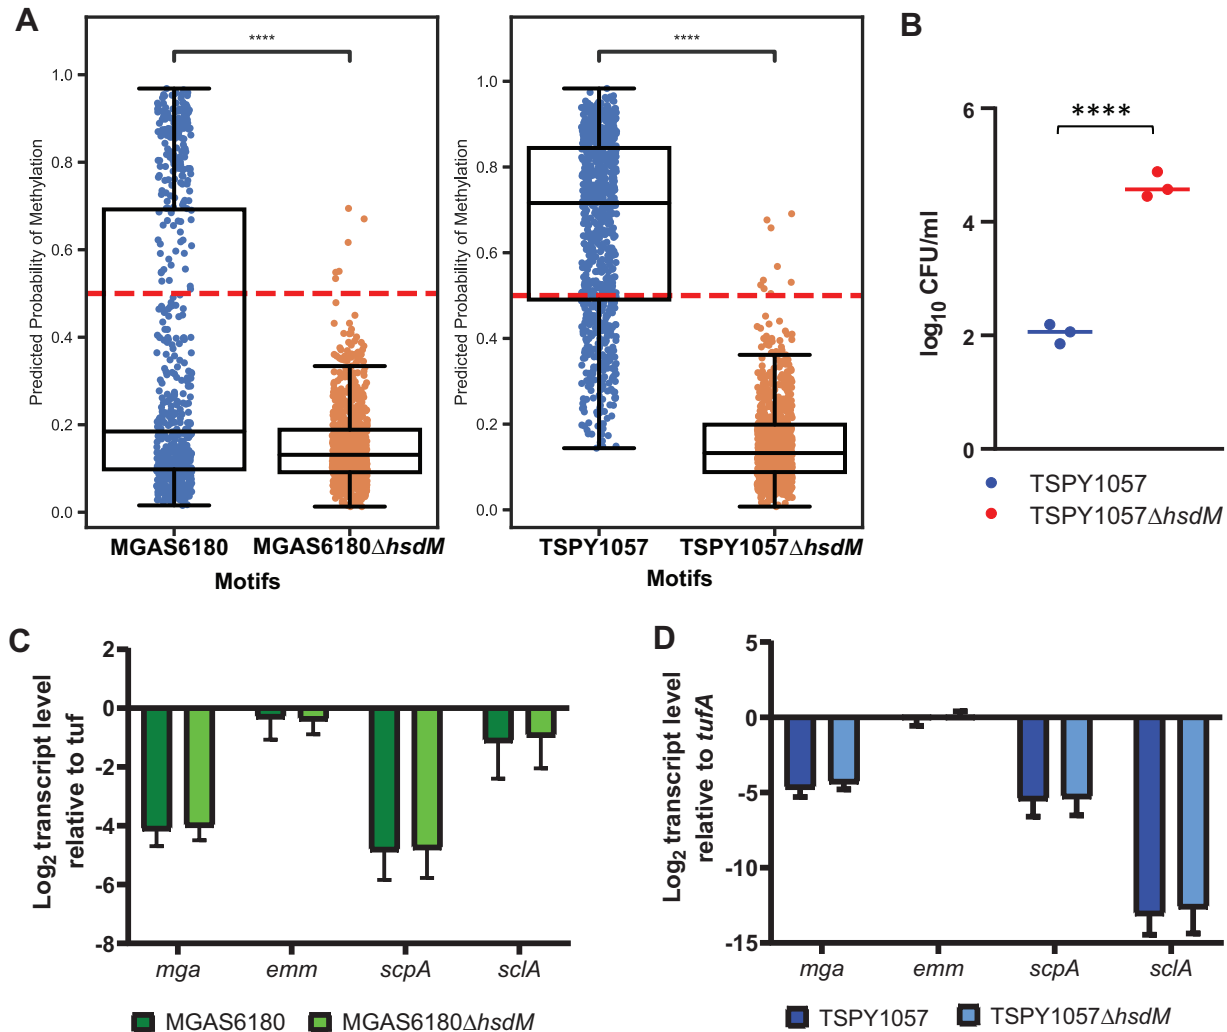 A
Predicted Probability of Methylation
1.0
0.8
0.6
0.4
0.2
0.0
****
MGAS6180
MGAS6180ΔhsdM
Motifs
Predicted Probability of Methylation
1.0
0.8
0.6
0.4
0.2
0.0
****
TSPY1057
TSPY1057ΔhsdM
Motifs
B
log10 CFU/ml
6
4
2
0
****
TSPY1057
TSPY1057ΔhsdM
C
Log2 transcript level
relative to tuf
2
0
-2
-4
-6
-8
mga
emm
scpA
sclA
MGAS6180
MGAS6180ΔhsdM
D
Log2 transcript level
relative to tufA
5
0
-5
-10
-15
mga
emm
scpA
sclA
TSPY1057
TSPY1057ΔhsdM